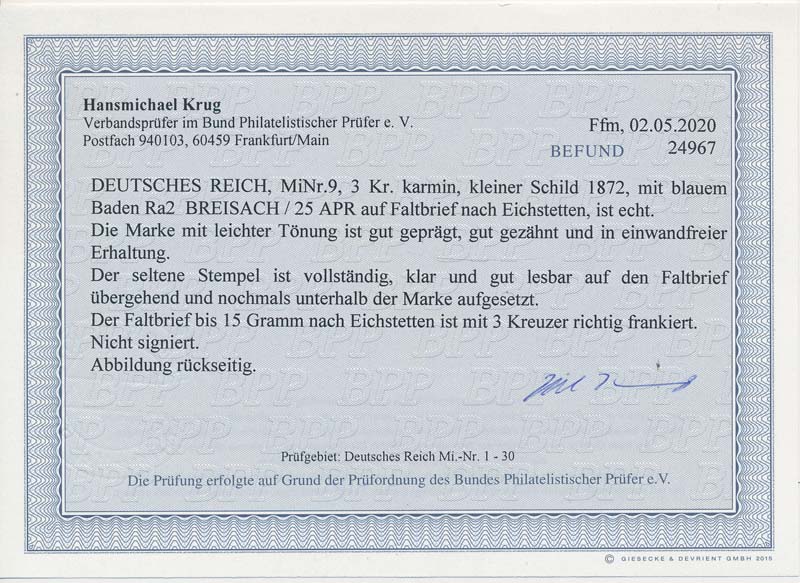 Hansmichael Krug
Verbandsprüfer im Bund Philatelistischer Prüfer e. V.
Postfach 940103, 60459 Frankfurt/Main
Ffm, 02.05.2020
BEFUND 24967
DEUTSCHES REICH, MiNr.9, 3 Kr. karmin, kleiner Schild 1872, mit blauem
Baden Ra2 BREISACH / 25 APR auf Faltbrief nach Eichstetten, ist echt.
Die Marke mit leichter Tönung ist gut geprägt, gut gezähnt und in einwandfreier
Erhaltung.
Der seltene Stempel ist vollständig, klar und gut lesbar auf den Faltbrief
übergehend und nochmals unterhalb der Marke aufgesetzt.
Der Faltbrief bis 15 Gramm nach Eichstetten ist mit 3 Kreuzer richtig frankiert.
Nicht signiert.
Abbildung rückseitig.
Prüfgebiet: Deutsches Reich Mi.-Nr. 1 - 30
Die Prüfung erfolgte auf Grund der Prüfordnung des Bundes Philatelistischer Prüfer e.V.
© GIESECKE & DEVRIENT GMBH 2015